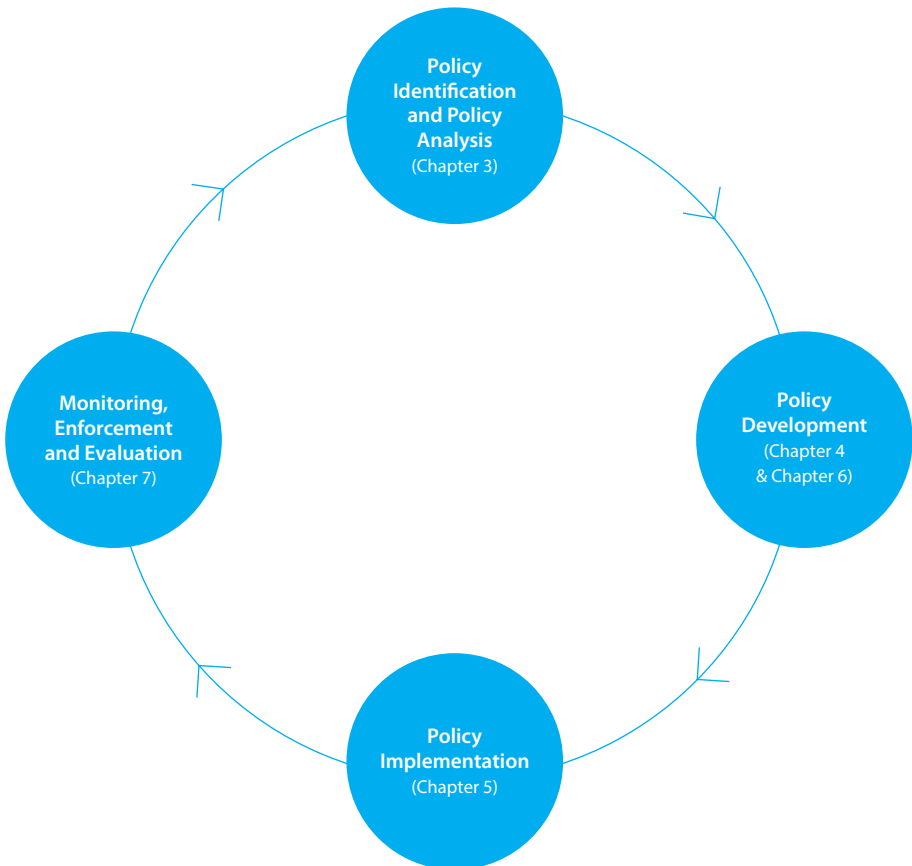 Policy
Identification
and Policy
Analysis
(Chapter 3)
Policy
Development
(Chapter 4
& Chapter 6)
Policy
Implementation
(Chapter 5)
Monitoring,
Enforcement
and Evaluation
(Chapter 7)